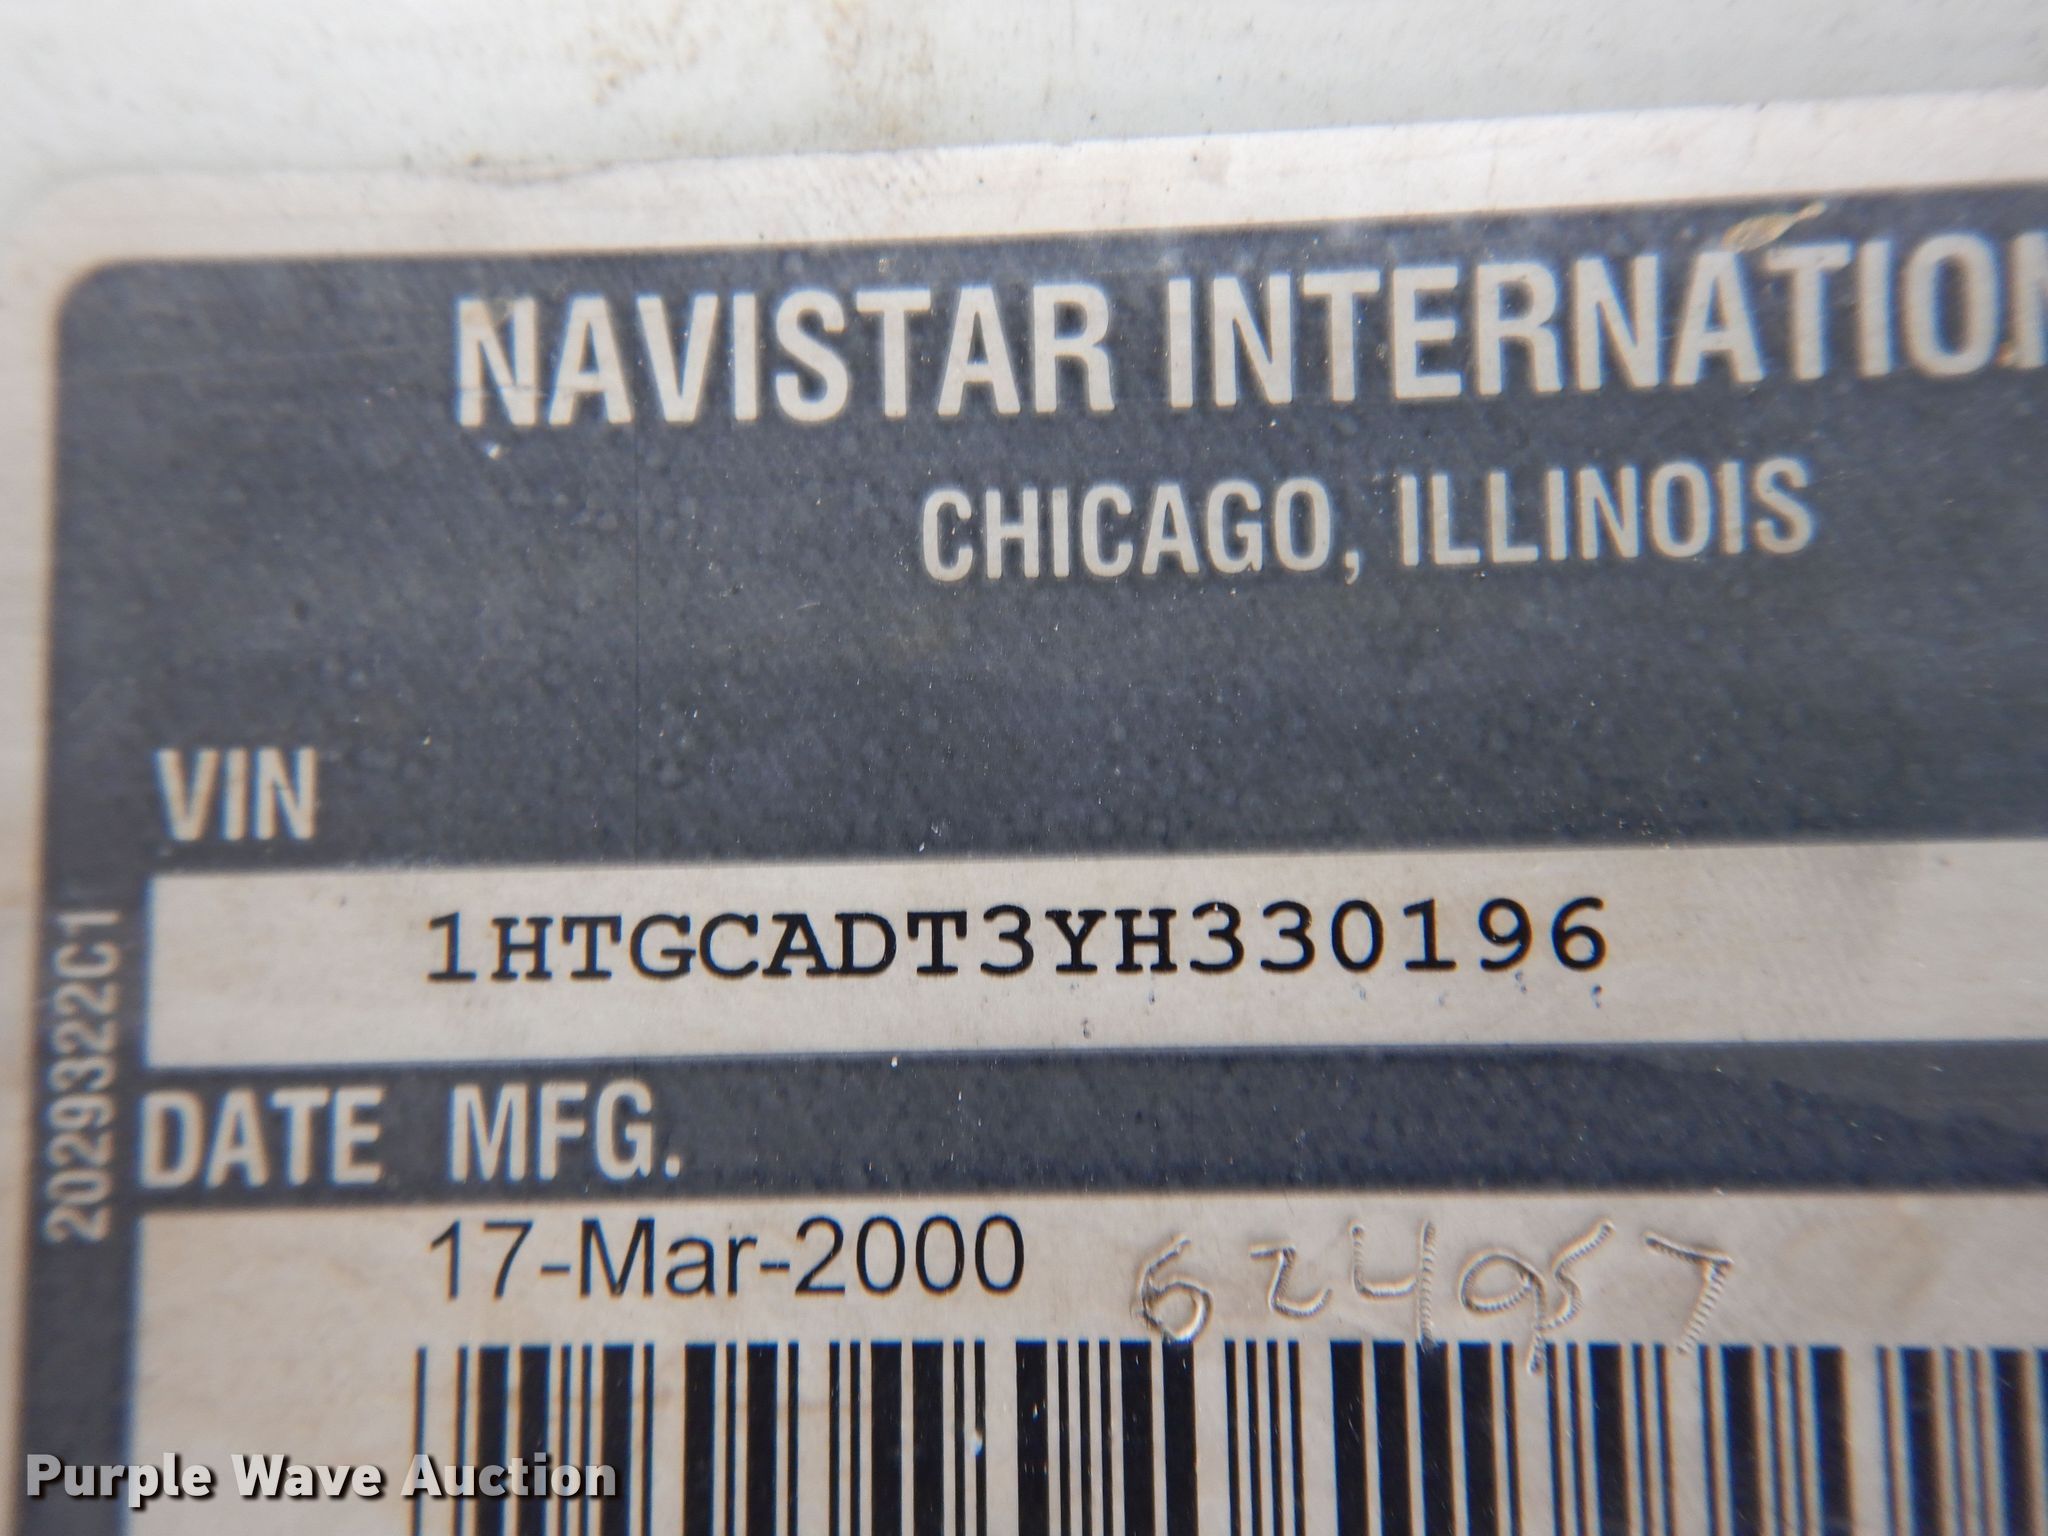 NAVISTAR INTERNATION
CHICAGO, ILLINOIS
VIN
1HTGCADT3YH330196
2029322C1
DATE MFG.
17-Mar-2000 624957
Purple Wave Auction